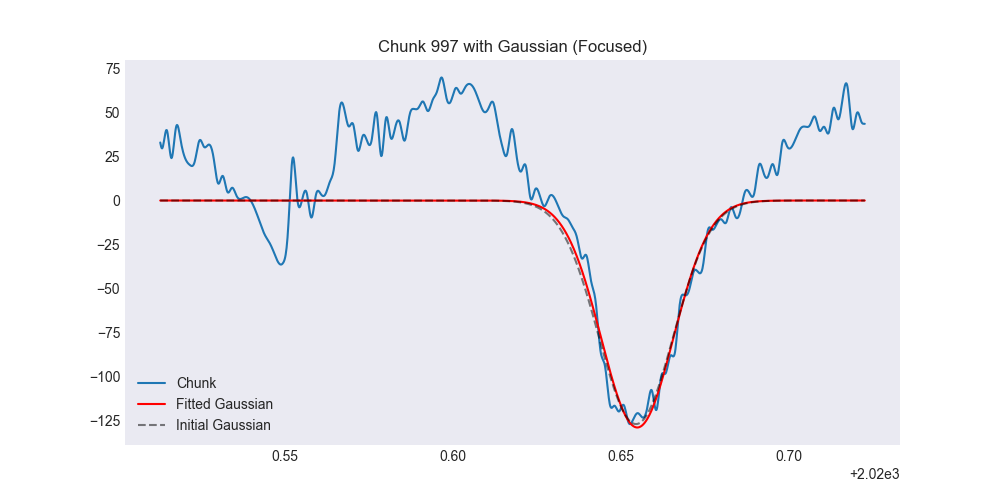 Chunk 997 with Gaussian (Focused)
75
50
25
0
−25
−50
−75
−100
−125
Chunk
Fitted Gaussian
Initial Gaussian
0.55 0.60 0.65 0.70
+2.02e3